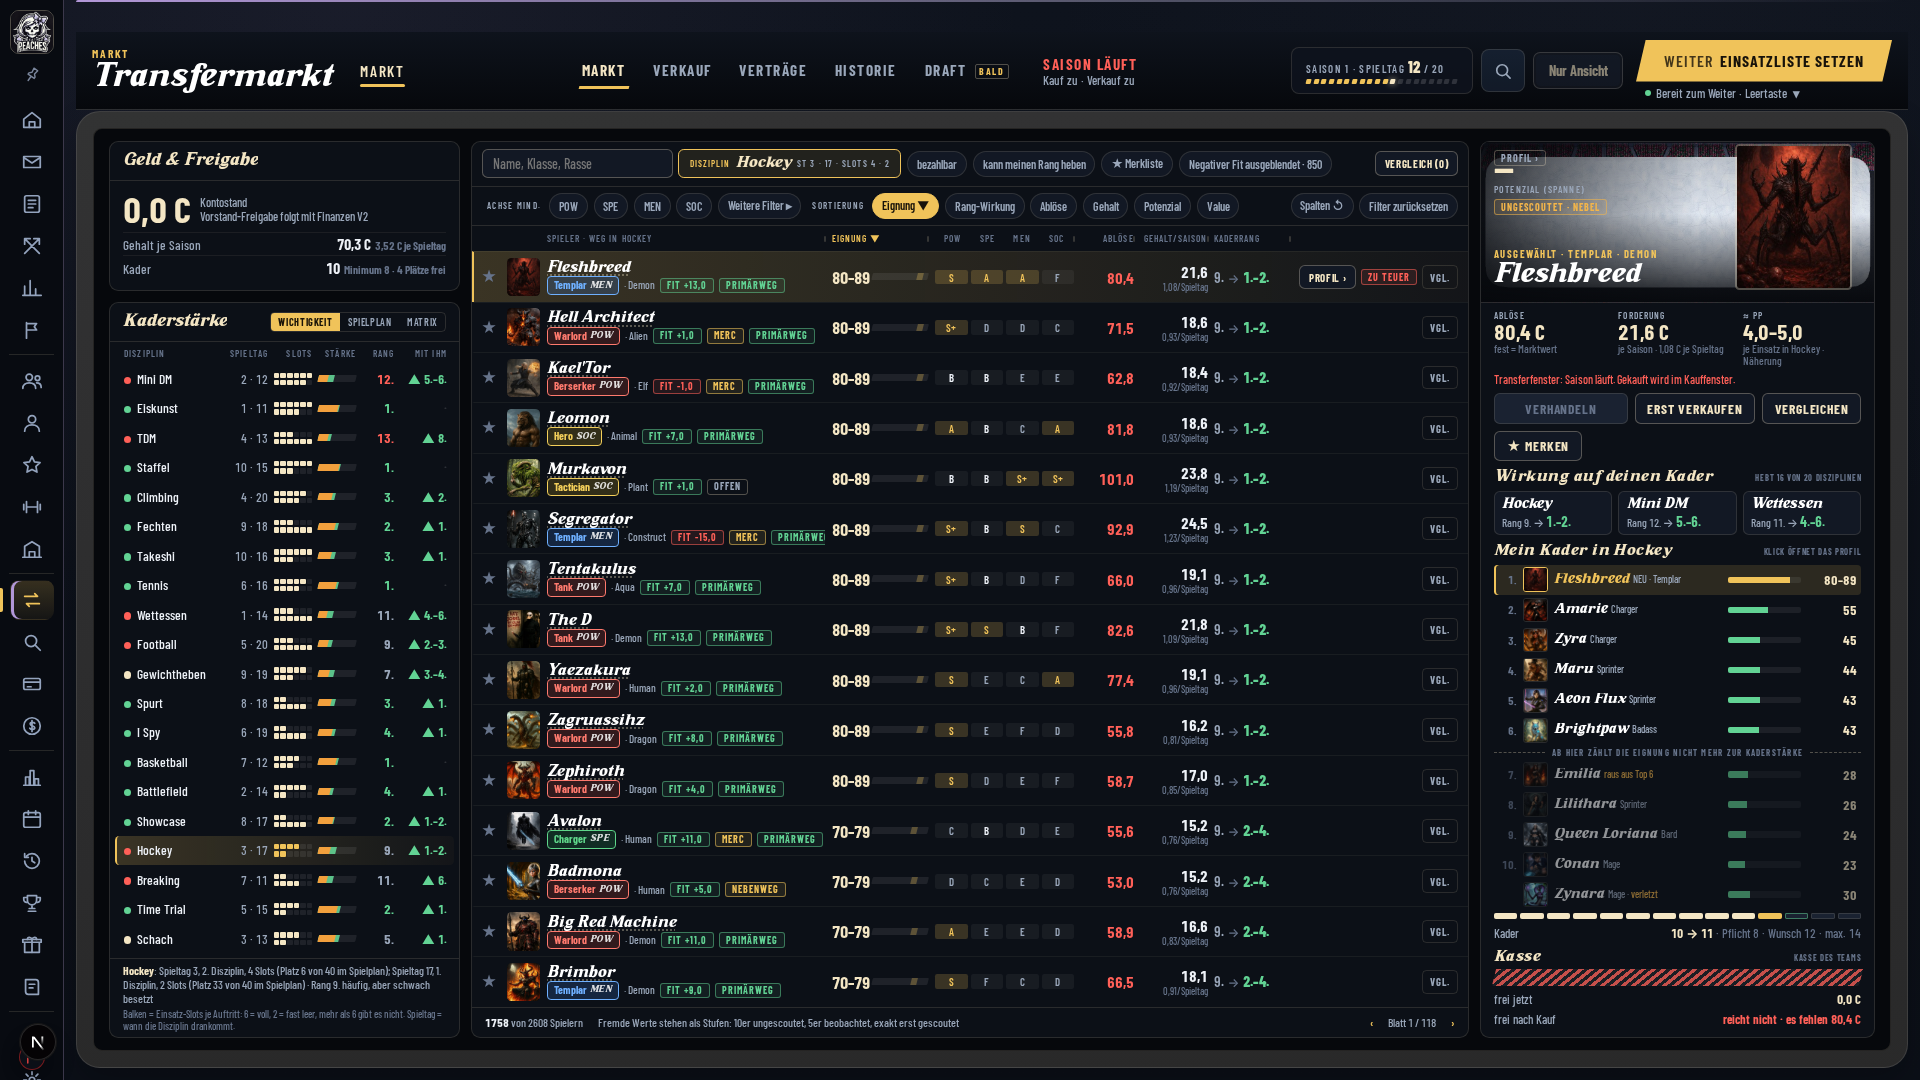 MARKT
Transfermarkt
MARKT
MARKT
VERKAUF
VERTRÄGE
HISTORIE
DRAFT BALD
SAISON LÄUFT
Kauf zu · Verkauf zu
SAISON 1 · SPIELTAG 12 / 20
Nur Ansicht
WEITER EINSATZLISTE SETZEN
Bereit zum Weiter · Leertaste ▼
Geld & Freigabe
0,0 C
Kontostand
Vorstand-Freigabe folgt mit Finanzen V2
Gehalt je Saison 70,3 C 3,52 C je Spieltag
Kader 10 Minimum 8 · 4 Plätze frei
Kaderstärke
WICHTIGKEIT SPIELPLAN MATRIX
DISZIPLIN SPIELTAG SLOTS STÄRKE RANG MIT IHM
Mini DM 2 · 12 12. ▲ 5.-6.
Eiskunst 1 · 11 1. ·
TDM 4 · 13 13. ▲ 8.
Staffel 10 · 15 1. ·
Climbing 4 · 20 3. ▲ 2.
Fechten 9 · 18 2. ▲ 1.
Takeshi 10 · 16 3. ▲ 1.
Tennis 6 · 16 1. ·
Wettessen 1 · 14 11. ▲ 4.-6.
Football 5 · 20 9. ▲ 2.-3.
Gewichtheben 9 · 19 7. ▲ 3.-4.
Spurt 8 · 18 3. ▲ 1.
I Spy 6 · 19 4. ▲ 1.
Basketball 7 · 12 1. ·
Battlefield 2 · 14 4. ▲ 1.
Showcase 8 · 17 2. ▲ 1.-2.
Hockey 3 · 17 9. ▲ 1.-2.
Breaking 7 · 11 11. ▲ 6.
Time Trial 5 · 15 2. ▲ 1.
Schach 3 · 13 5. ▲ 1.
Hockey: Spieltag 3, 2. Disziplin, 4 Slots (Platz 6 von 40 im Spielplan); Spieltag 17, 1.
Disziplin, 2 Slots (Platz 33 von 40 im Spielplan) · Rang 9. häufig, aber schwach
besetzt
Balken = Einsatz-Slots je Auftritt: 6 = voll, 2 = fast leer, mehr als 6 gibt es nicht. Spieltag =
wann die Disziplin drankommt.
Name, Klasse, Rasse
DISZIPLIN Hockey ST 3 · 17 · SLOTS 4 · 2
bezahlbar
kann meinen Rang heben
★ Merkliste
Negativer Fit ausgeblendet · 850
VERGLEICH (0)
ACHSE MIND. POW SPE MEN SOC Weitere Filter ▸ SORTIERUNG Eignung ▼ Rang-Wirkung Ablöse Gehalt Potenzial Value Spalten ↺ Filter zurücksetzen
SPIELER · WEG IN HOCKEY EIGNUNG ▼ POW SPE MEN SOC ABLÖSE GEHALT/SAISON KADERRANG
Fleshbreed
Templar MEN · Demon FIT +13,0 PRIMÄRWEG 80-89 S A A F 80,4 21,6 1,08/Spieltag 9. → 1.-2. PROFIL › ZU TEUER VGL.
Hell Architect
Warlord POW · Alien FIT +1,0 MERC PRIMÄRWEG 80-89 S+ D D C 71,5 18,6 0,93/Spieltag 9. → 1.-2. VGL.
Kael'Tor
Berserker POW · Elf FIT -1,0 MERC PRIMÄRWEG 80-89 B B E E 62,8 18,4 0,92/Spieltag 9. → 1.-2. VGL.
Leomon
Hero SOC · Animal FIT +7,0 PRIMÄRWEG 80-89 A B C A 81,8 18,6 0,93/Spieltag 9. → 1.-2. VGL.
Murkavon
Tactician SOC · Plant FIT +1,0 OFFEN 80-89 B B S+ S+ 101,0 23,8 1,19/Spieltag 9. → 1.-2. VGL.
Segregator
Templar MEN · Construct FIT -15,0 MERC PRIMÄRWE 80-89 S+ B S C 92,9 24,5 1,23/Spieltag 9. → 1.-2. VGL.
Tentakulus
Tank POW · Aqua FIT +7,0 PRIMÄRWEG 80-89 S+ B D F 66,0 19,1 0,96/Spieltag 9. → 1.-2. VGL.
The D
Tank POW · Demon FIT +13,0 PRIMÄRWEG 80-89 S+ S B F 82,6 21,8 1,09/Spieltag 9. → 1.-2. VGL.
Yaezakura
Warlord POW · Human FIT +2,0 PRIMÄRWEG 80-89 S E C A 77,4 19,1 0,96/Spieltag 9. → 1.-2. VGL.
Zagruassihz
Warlord POW · Dragon FIT +8,0 PRIMÄRWEG 80-89 S E F D 55,8 16,2 0,81/Spieltag 9. → 1.-2. VGL.
Zephiroth
Warlord POW · Dragon FIT +4,0 PRIMÄRWEG 80-89 S D E F 58,7 17,0 0,85/Spieltag 9. → 1.-2. VGL.
Avalon
Charger SPE · Human FIT +11,0 MERC PRIMÄRWEG 70-79 C B D E 55,6 15,2 0,76/Spieltag 9. → 2.-4. VGL.
Badmona
Berserker POW · Human FIT +5,0 NEBENWEG 70-79 D C E D 53,0 15,2 0,76/Spieltag 9. → 2.-4. VGL.
Big Red Machine
Warlord POW · Demon FIT +11,0 PRIMÄRWEG 70-79 A E E D 58,9 16,6 0,83/Spieltag 9. → 2.-4. VGL.
Brimbor
Templar MEN · Demon FIT +9,0 PRIMÄRWEG 70-79 S F C D 66,5 18,1 0,91/Spieltag 9. → 2.-4. VGL.
1758 von 2608 Spielern Fremde Werte stehen als Stufen: 10er ungescoutet, 5er beobachtet, exakt erst gescoutet ‹ Blatt 1 / 118 ›
PROFIL ›
POTENZIAL (SPANNE)
UNGESCOUTET · NEBEL
AUSGEWÄHLT · TEMPLAR · DEMON
Fleshbreed
ABLÖSE FORDERUNG ≈ PP
80,4 C 21,6 C 4,0-5,0
fest = Marktwert je Saison · 1,08 C je Spieltag je Einsatz in Hockey ·
Näherung
Transferfenster: Saison läuft. Gekauft wird im Kauffenster.
VERHANDELN ERST VERKAUFEN VERGLEICHEN
★ MERKEN
Wirkung auf deinen Kader HEBT 16 VON 20 DISZIPLINEN
Hockey Mini DM Wettessen
Rang 9. → 1.-2. Rang 12. → 5.-6. Rang 11. → 4.-6.
Mein Kader in Hockey KLICK ÖFFNET DAS PROFIL
1. Fleshbreed NEU · Templar 80-89
2. Amarie Charger 55
3. Zyra Charger 45
4. Maru Sprinter 44
5. Aeon Flux Sprinter 43
6. Brightpaw Badass 43
AB HIER ZÄHLT DIE EIGNUNG NICHT MEHR ZUR KADERSTÄRKE
7. Emilia raus aus Top 6 28
8. Lilithara Sprinter 26
9. Queen Loriana Bard 24
10. Conan Mage 23
Zynara Mage · verletzt 30
Kader 10 → 11 · Pflicht 8 · Wunsch 12 · max. 14
Kasse KASSE DES TEAMS
frei jetzt 0,0 C
frei nach Kauf reicht nicht · es fehlen 80,4 C
PEACHES
N